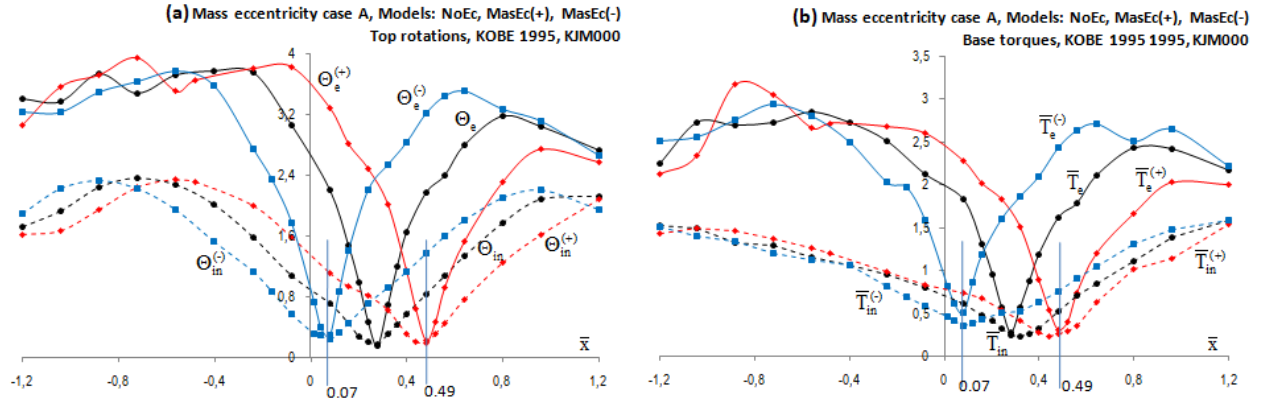 (a) Mass eccentricity case A, Models: NoEc, MasEc(+), MasEc(-)
Top rotations, KOBE 1995, KJM000
4
3,2
2,4
1,6
0,8
0
-1,2
-0,8
-0,4
0
0,4
0,8
1,2
Θe(+)
Θe(-)
Θe
Θin
Θin(+)
Θin(-)
x̅
0.07
0.49
(b) Mass eccentricity case A, Models: NoEc, MasEc(+), MasEc(-)
Base torques, KOBE 1995 1995, KJM000
3,5
3
2,5
2
1,5
1
0,5
0
-1,2
-0,8
-0,4
0
0,4
0,8
1,2
T̅e(-)
T̅e
T̅e(+)
T̅in(+)
T̅in(-)
T̅in
x̅
0.07
0.49